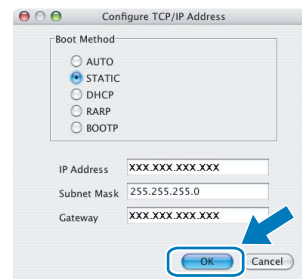 Configure TCP/IP Address
Boot Method
AUTO
STATIC
DHCP
RARP
BOOTP
IP Address XXX.XXX.XXX.XXX
Subnet Mask 255.255.255.0
Gateway XXX.XXX.XXX.XXX
OK Cancel